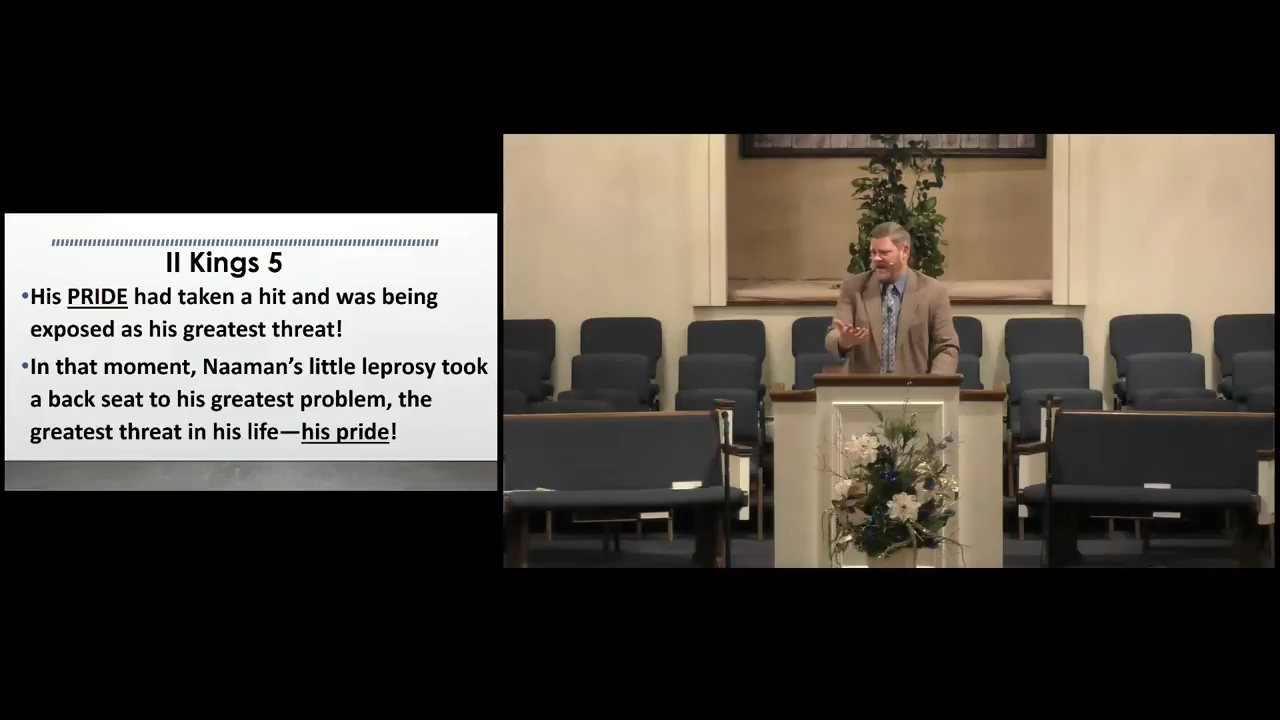 II Kings 5
•His PRIDE had taken a hit and was being
exposed as his greatest threat!
•In that moment, Naaman’s little leprosy took
a back seat to his greatest problem, the
greatest threat in his life—his pride!